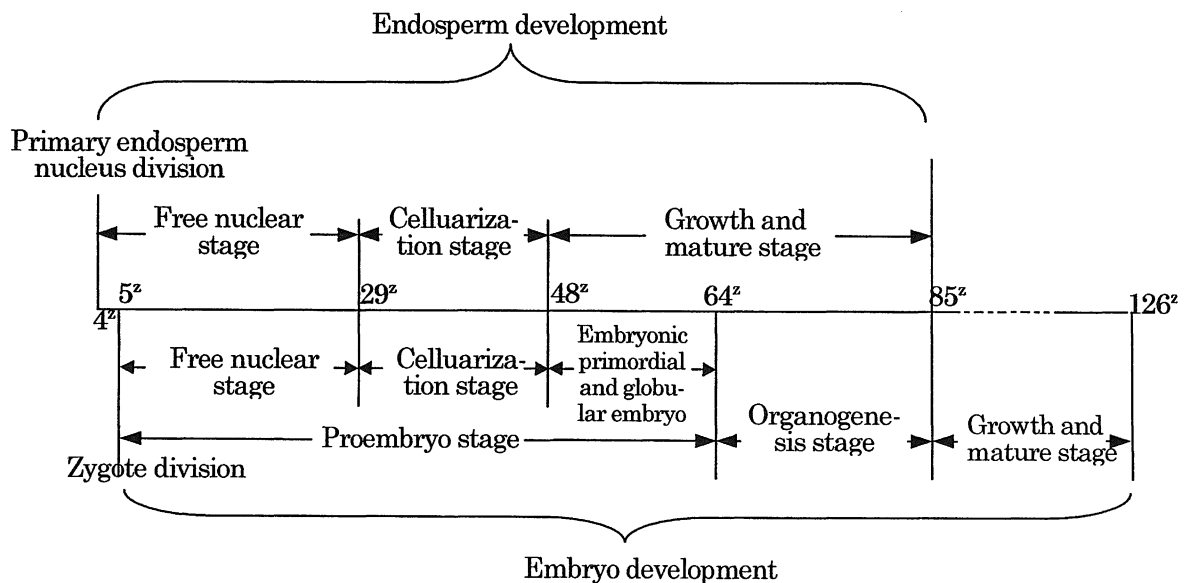 Endosperm development
Primary endosperm
nucleus division
Free nuclear
stage
Celluariza-
tion stage
Growth and
mature stage
4ᶻ
5ᶻ
29ᶻ
48ᶻ
64ᶻ
85ᶻ
126ᶻ
Free nuclear
stage
Celluariza-
tion stage
Embryonic
primordial
and globu-
lar embryo
Proembryo stage
Organogene-
sis stage
Growth and
mature stage
Zygote division
Embryo development